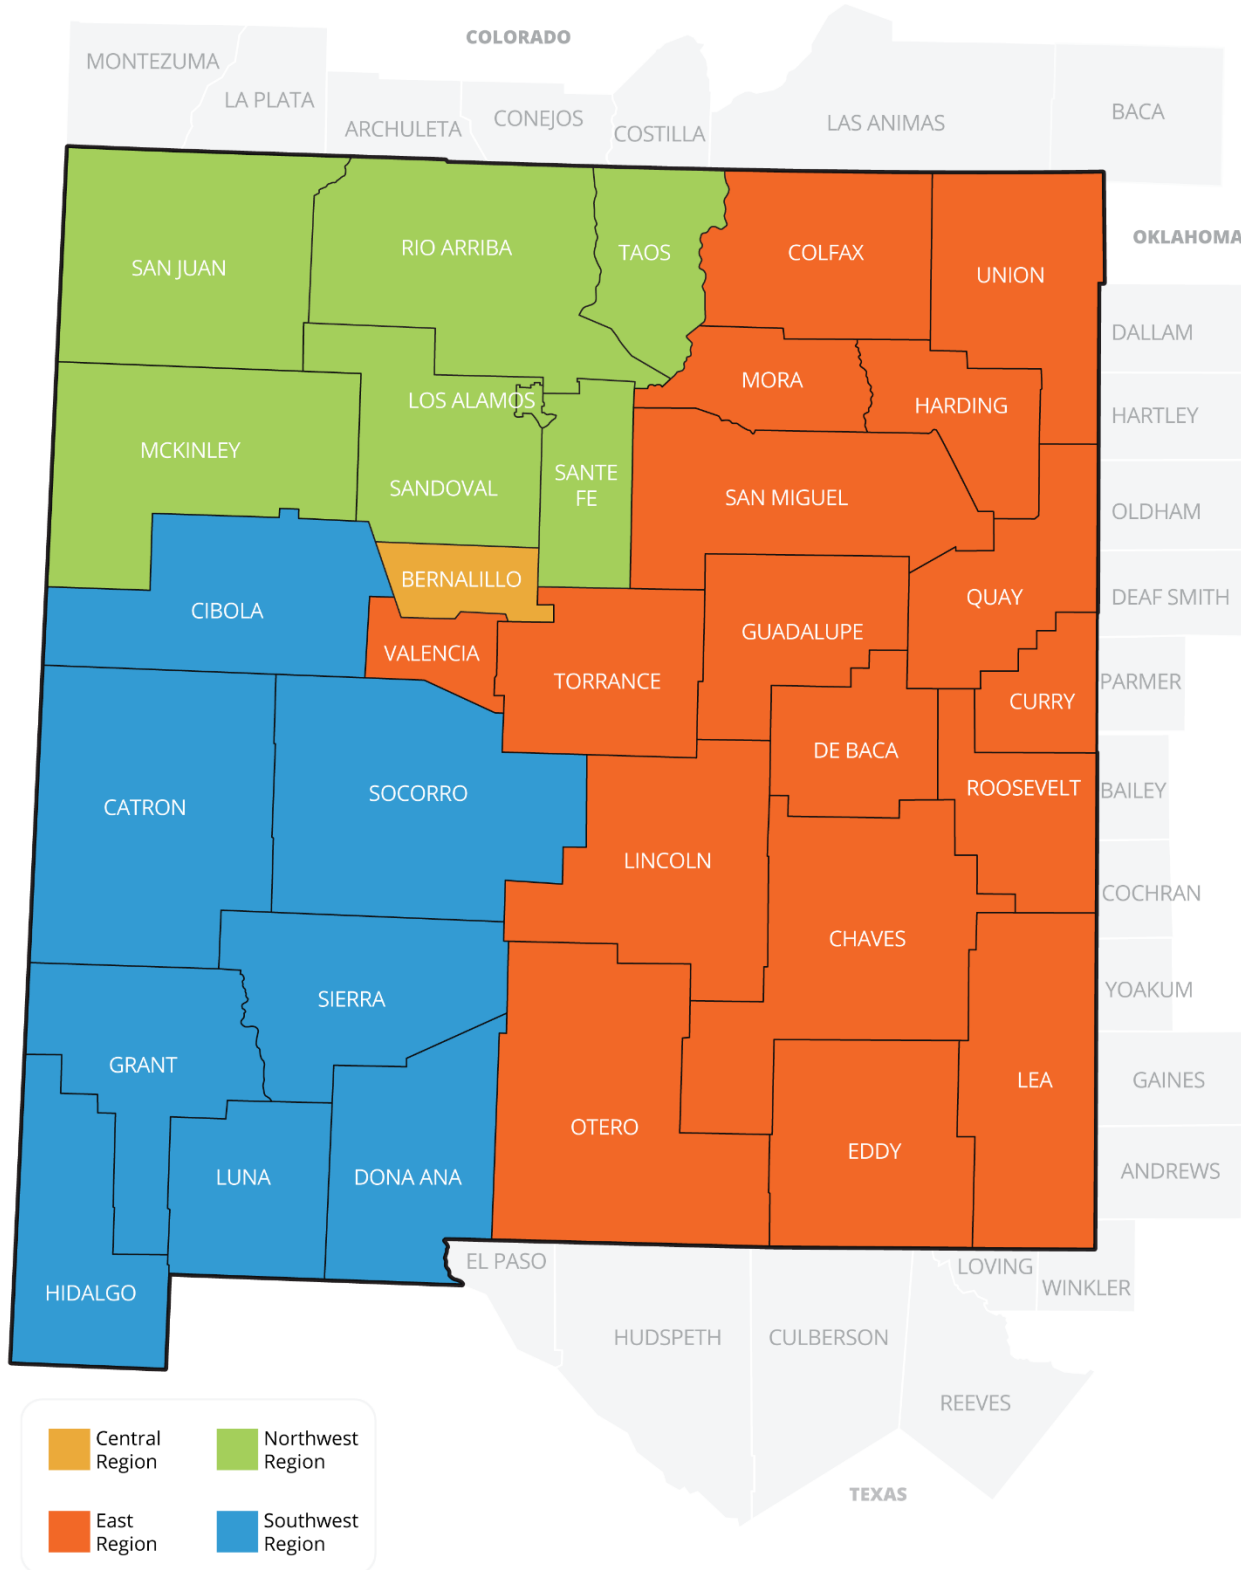 COLORADO
MONTEZUMA
LA PLATA
ARCHULETA
CONEJOS
COSTILLA
LAS ANIMAS
BACA
OKLAHOMA
SAN JUAN
RIO ARRIBA
TAOS
COLFAX
UNION
DALLAM
MORA
HARDING
HARTLEY
LOS ALAMOS
MCKINLEY
SANDOVAL
SANTE
FE
SAN MIGUEL
OLDHAM
BERNALILLO
CIBOLA
QUAY
DEAF SMITH
GUADALUPE
VALENCIA
TORRANCE
CURRY
PARMER
DE BACA
CATRON
SOCORRO
ROOSEVELT
BAILEY
LINCOLN
COCHRAN
CHAVES
SIERRA
YOAKUM
GRANT
LEA
GAINES
OTERO
EDDY
ANDREWS
LUNA
DONA ANA
EL PASO
LOVING
WINKLER
HIDALGO
HUDSPETH
CULBERSON
REEVES
TEXAS
Central
Region
Northwest
Region
East
Region
Southwest
Region